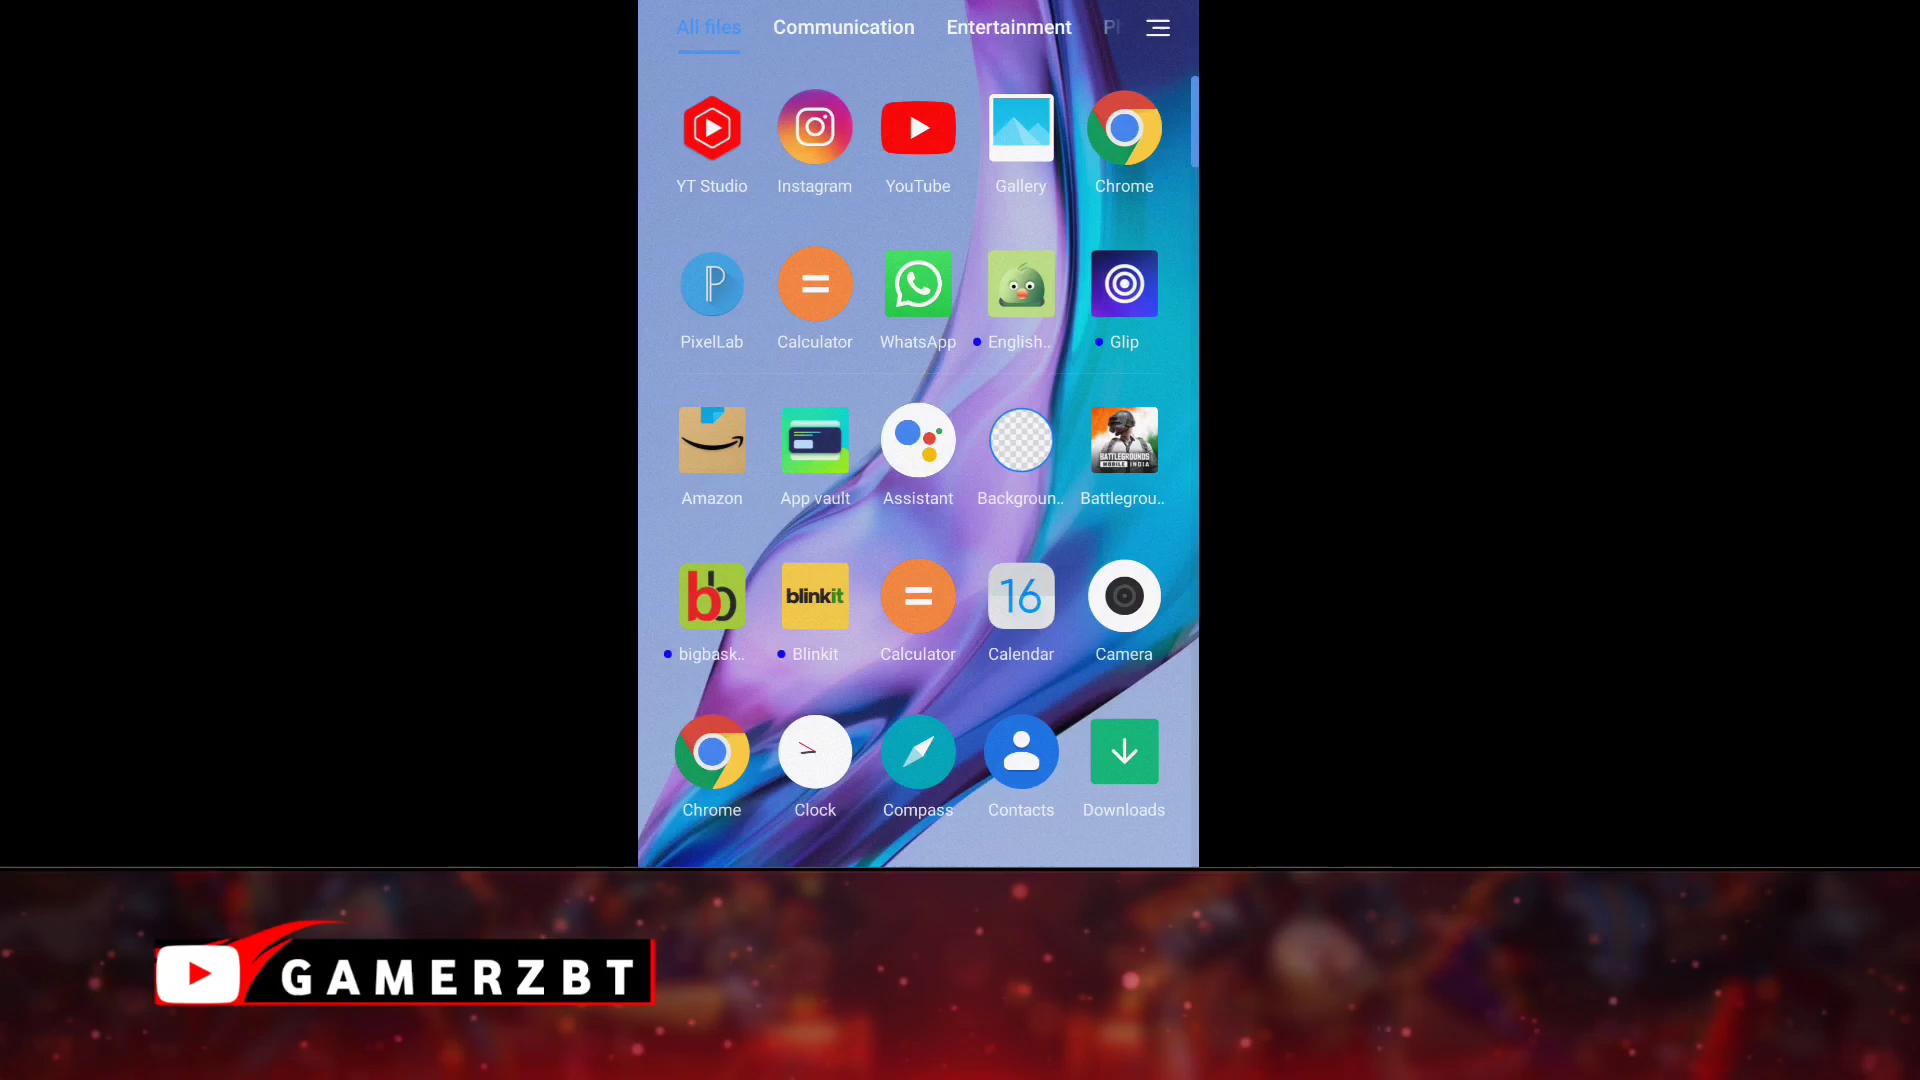 All files Communication Entertainment
YT Studio Instagram YouTube Gallery Chrome
PixelLab Calculator WhatsApp English.. Glip
BATTLEGROUNDS
MOBILE INDIA
Amazon App vault Assistant Backgroun.. Battlegrou..
bb blinkit 16
bigbask.. Blinkit Calculator Calendar Camera
Chrome Clock Compass Contacts Downloads
GAMERZBT